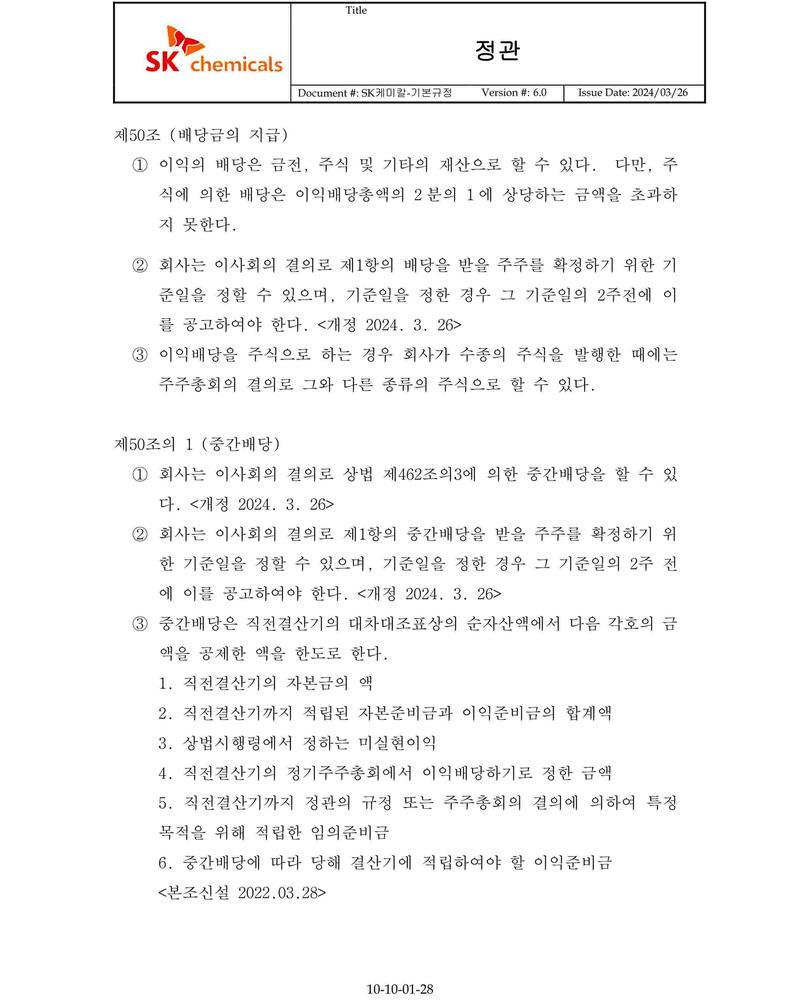 SK chemicals
Title
정관
Document #: SK케미칼-기본규정 Version #: 6.0 Issue Date: 2024/03/26
제50조 (배당금의 지급)
① 이익의 배당은 금전, 주식 및 기타의 재산으로 할 수 있다. 다만, 주
식에 의한 배당은 이익배당총액의 2분의 1에 상당하는 금액을 초과하
지 못한다.
② 회사는 이사회의 결의로 제1항의 배당을 받을 주주를 확정하기 위한 기
준일을 정할 수 있으며, 기준일을 정한 경우 그 기준일의 2주전에 이
를 공고하여야 한다. <개정 2024. 3. 26>
③ 이익배당을 주식으로 하는 경우 회사가 수종의 주식을 발행한 때에는
주주총회의 결의로 그와 다른 종류의 주식으로 할 수 있다.
제50조의 1 (중간배당)
① 회사는 이사회의 결의로 상법 제462조의3에 의한 중간배당을 할 수 있
다. <개정 2024. 3. 26>
② 회사는 이사회의 결의로 제1항의 중간배당을 받을 주주를 확정하기 위
한 기준일을 정할 수 있으며, 기준일을 정한 경우 그 기준일의 2주 전
에 이를 공고하여야 한다. <개정 2024. 3. 26>
③ 중간배당은 직전결산기의 대차대조표상의 순자산액에서 다음 각호의 금
액을 공제한 액을 한도로 한다.
1. 직전결산기의 자본금의 액
2. 직전결산기까지 적립된 자본준비금과 이익준비금의 합계액
3. 상법시행령에서 정하는 미실현이익
4. 직전결산기의 정기주주총회에서 이익배당하기로 정한 금액
5. 직전결산기까지 정관의 규정 또는 주주총회의 결의에 의하여 특정
목적을 위해 적립한 임의준비금
6. 중간배당에 따라 당해 결산기에 적립하여야 할 이익준비금
<본조신설 2022.03.28>
10-10-01-28